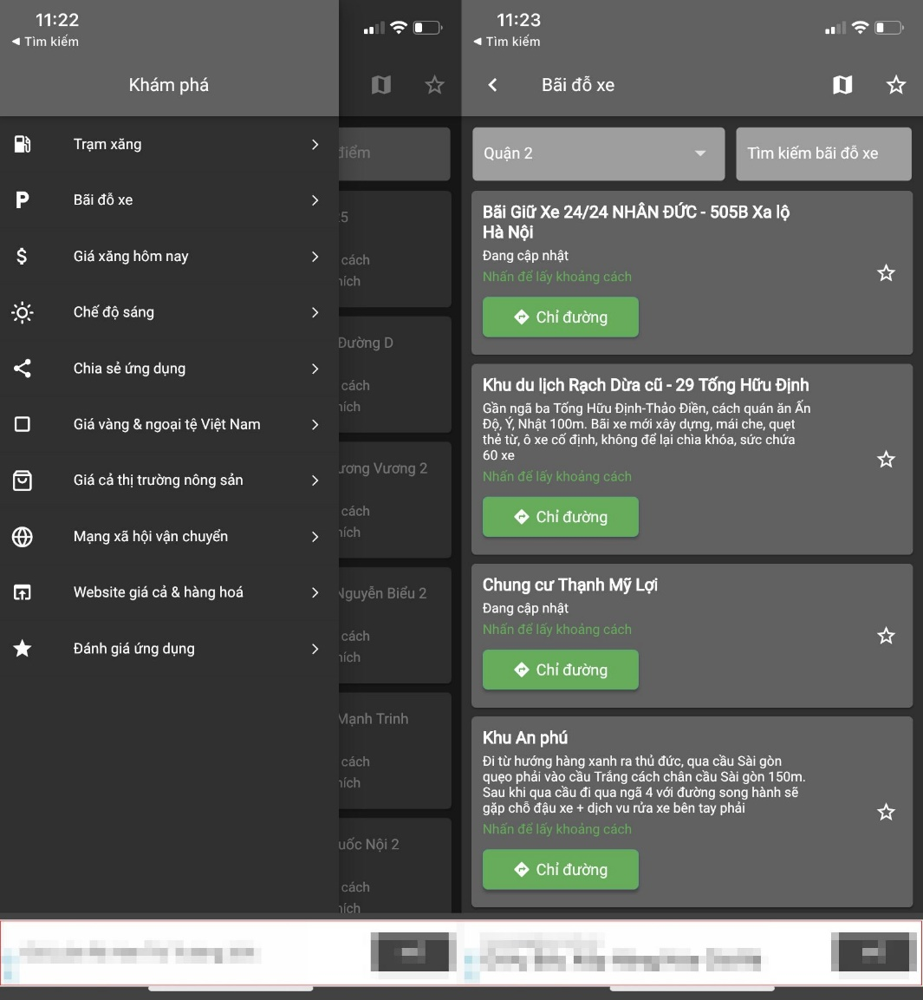 11:22
◀ Tìm kiếm
Khám phá
Trạm xăng
Bãi đỗ xe
Giá xăng hôm nay
Chế độ sáng
Chia sẻ ứng dụng
Giá vàng & ngoại tệ Việt Nam
Giá cả thị trường nông sản
Mạng xã hội vận chuyển
Website giá cả & hàng hoá
Đánh giá ứng dụng
điểm
cách
Đường D
cách
ương Vương 2
cách
Nguyễn Biểu 2
cách
Mạnh Trinh
cách
uốc Nội 2
cách
11:23
◀ Tìm kiếm
Bãi đỗ xe
Quận 2
Tìm kiếm bãi đỗ xe
Bãi Giữ Xe 24/24 NHÂN ĐỨC - 505B Xa lộ
Hà Nội
Đang cập nhật
Nhấn để lấy khoảng cách
Chỉ đường
Khu du lịch Rạch Dừa cũ - 29 Tống Hữu Định
Gần ngã ba Tống Hữu Định-Thảo Điền, cách quán ăn Ấn
Độ, Ý, Nhật 100m. Bãi xe mới xây dựng, mái che, quẹt
thẻ từ, ô xe cố định, không để lại chìa khóa, sức chứa
60 xe
Nhấn để lấy khoảng cách
Chỉ đường
Chung cư Thạnh Mỹ Lợi
Đang cập nhật
Nhấn để lấy khoảng cách
Chỉ đường
Khu An phú
Đi từ hướng hàng xanh ra thủ đức, qua cầu Sài gòn
quẹo phải vào cầu Trắng cách chân cầu Sài gòn 150m.
Sau khi qua cầu đi qua ngã 4 với đường song hành sẽ
gặp chỗ đậu xe + dịch vu rửa xe bên tay phải
Nhấn để lấy khoảng cách
Chỉ đường